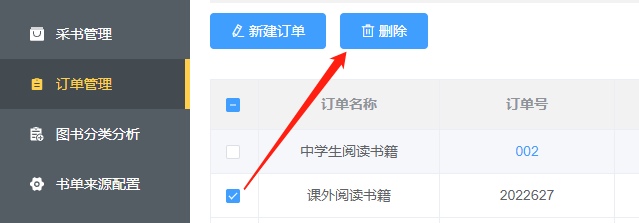 采书管理
订单管理
图书分类分析
书单来源配置
新建订单 删除
订单名称 订单号
中学生阅读书籍 002
课外阅读书籍 2022627